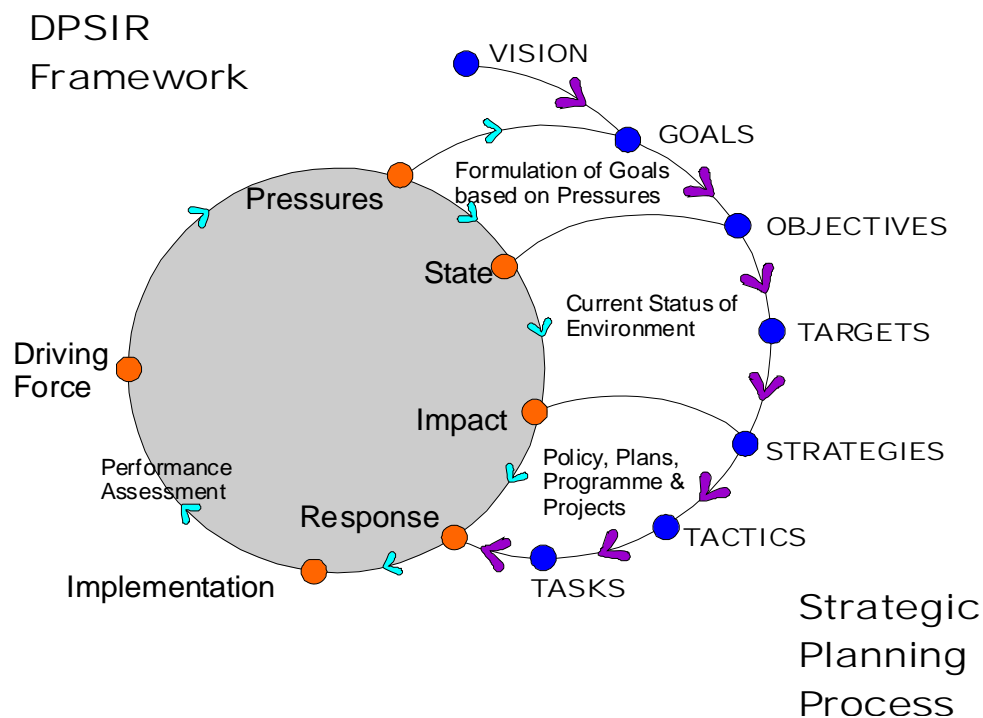 DPSIR
Framework
VISION
GOALS
Formulation of Goals
based on Pressures
Pressures
OBJECTIVES
State
Current Status of
Environment
TARGETS
Driving
Force
Impact
STRATEGIES
Policy, Plans,
Programme &
Projects
Performance
Assessment
Response
TACTICS
Implementation
TASKS
Strategic
Planning
Process